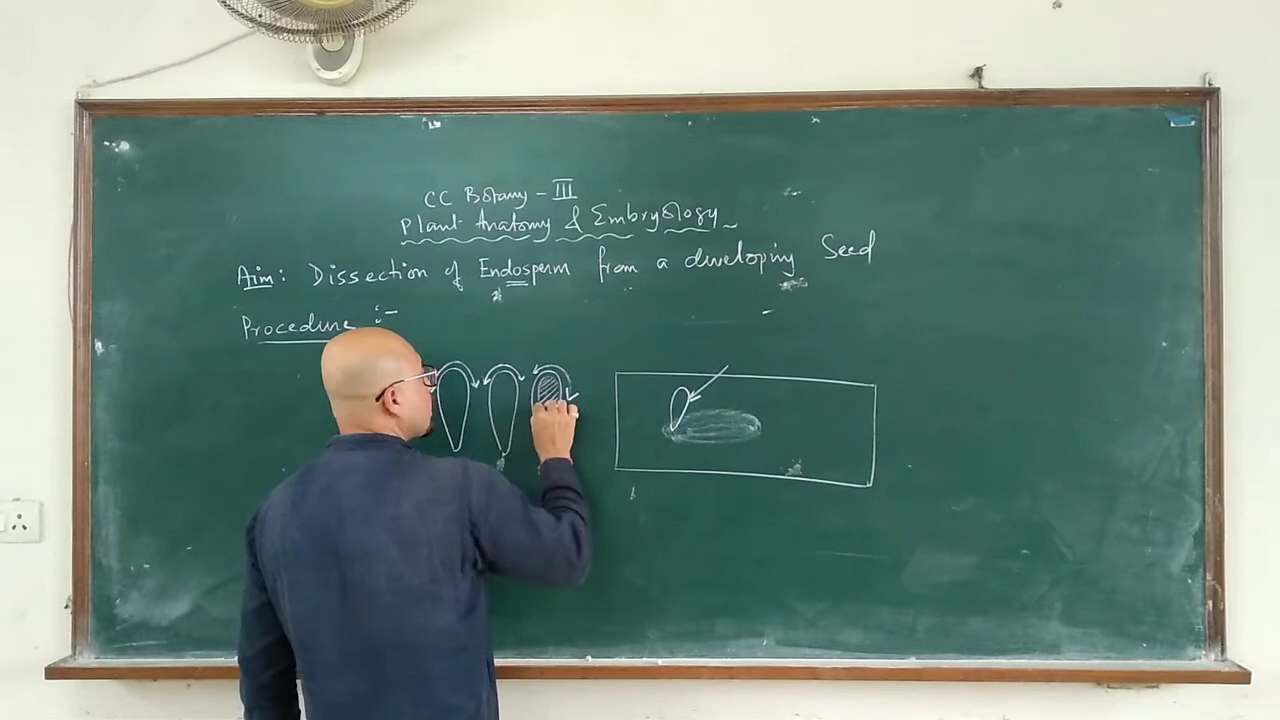 CC Botany - III
Plant Anatomy & Embryology
Aim: Dissection of Endosperm from a developing Seed
Procedure :-